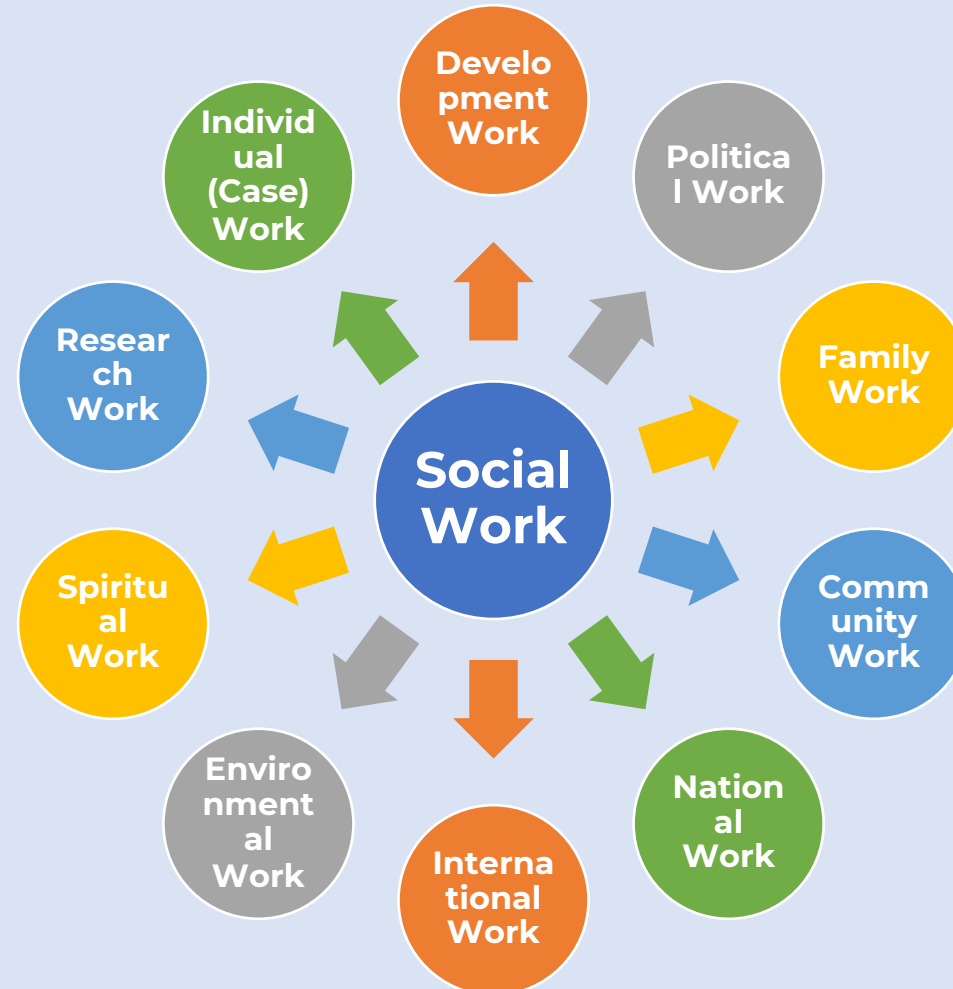 Develo
pment
Work
Politica
l Work
Family
Work
Comm
unity
Work
Nation
al
Work
Interna
tional
Work
Enviro
nment
al
Work
Spiritu
al
Work
Resear
ch
Work
Individ
ual
(Case)
Work
Social
Work